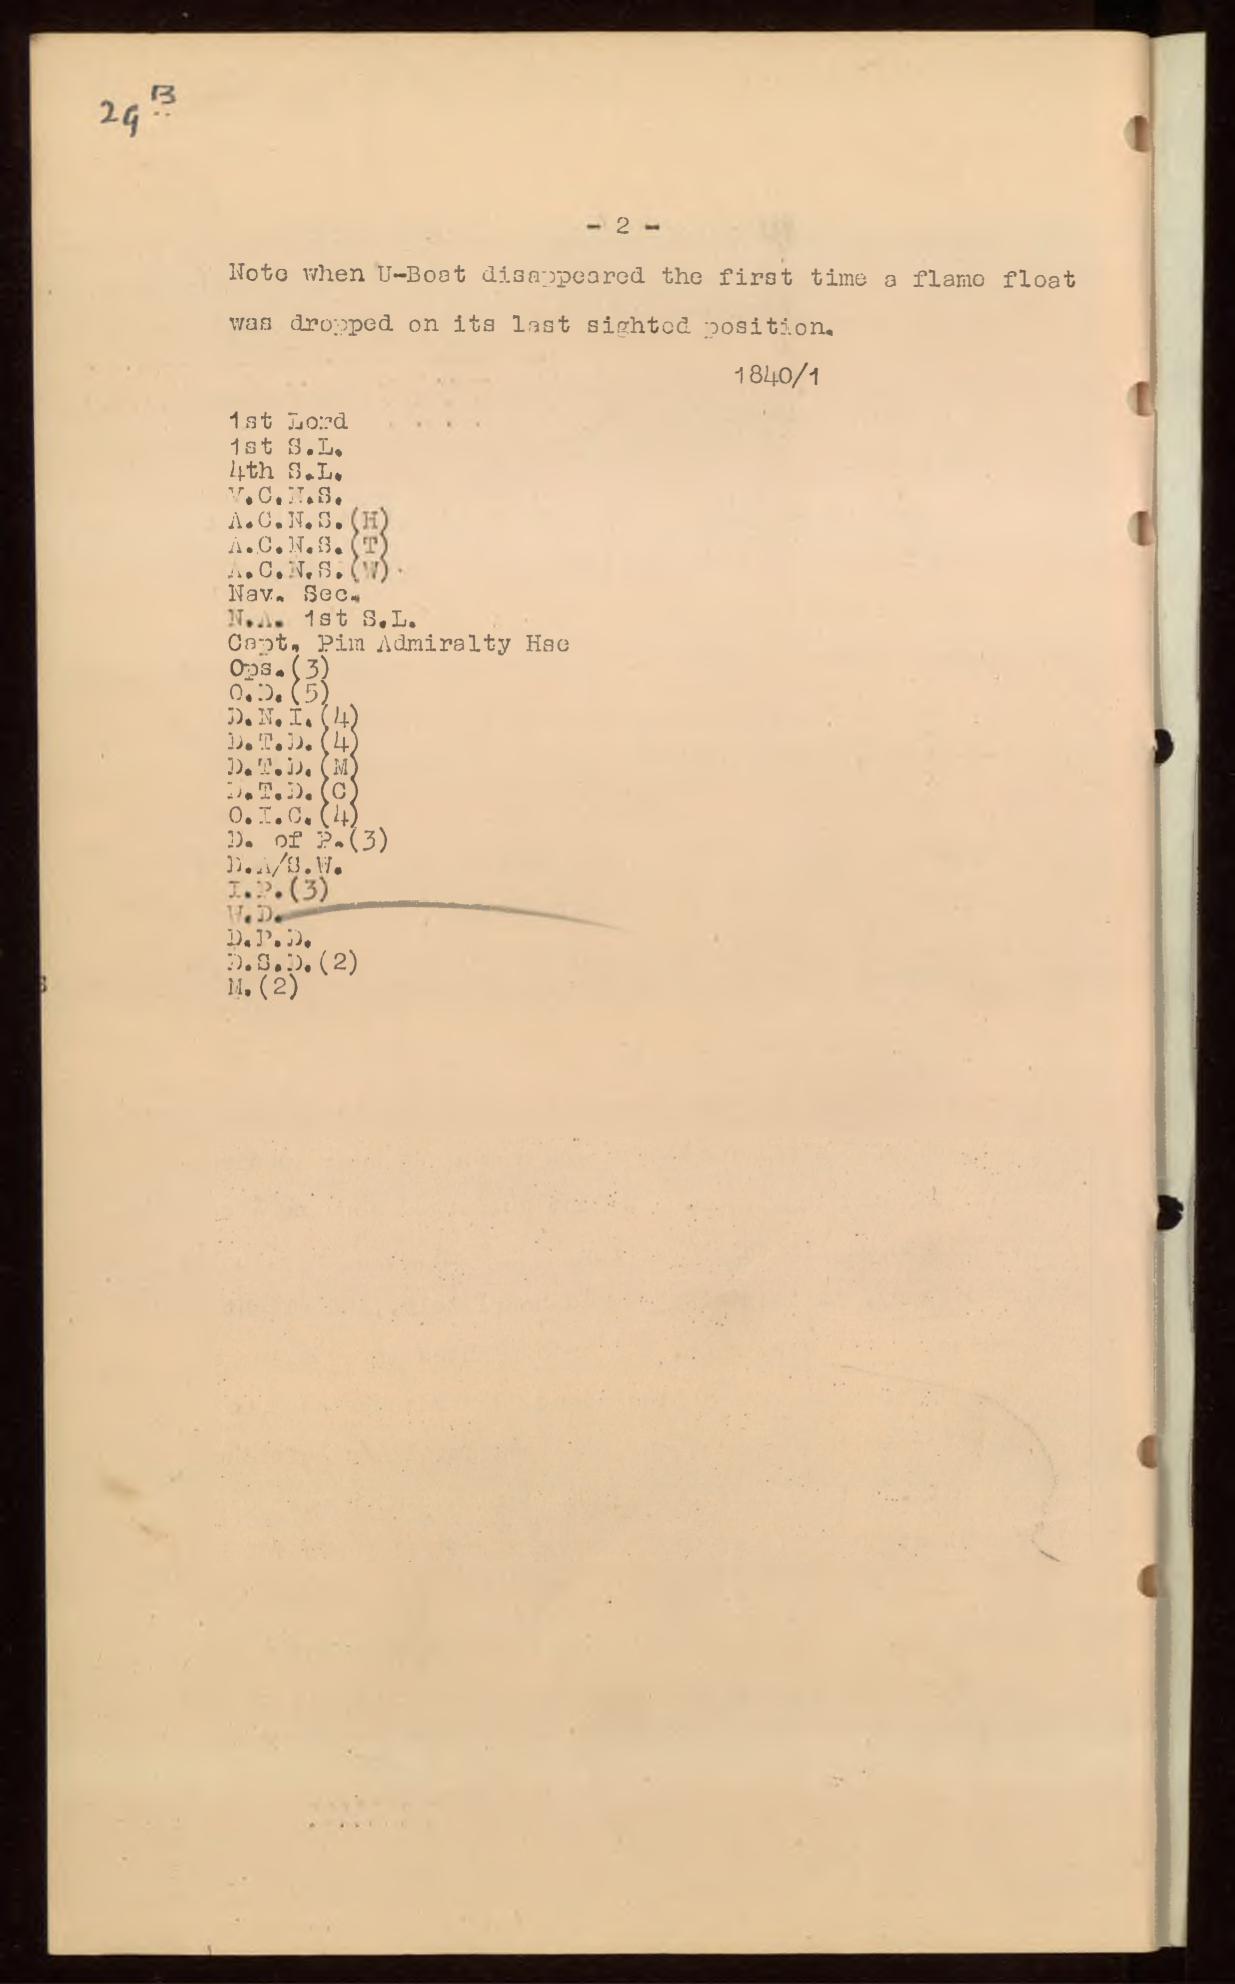 29 B
- 2 -
Note when U-Boat disappeared the first time a flame float
was dropped on its last sighted position.
1840/1
1st Lord
1st S.L.
4th S.L.
V.C.N.S.
A.C.N.S.(H)
A.C.N.S.(T)
A.C.N.S.(W)
Nav. Sec.
N.A. 1st S.L.
Capt. Pim Admiralty Hse
Ops.(3)
O.D.(5)
D.N.I.(4)
D.T.D.(4)
D.T.D.(M)
D.T.D.(C)
O.I.C.(4)
D. of P.(3)
D.A/S.W.
I.P.(3)
W.D.
D.P.D.
D.S.D.(2)
M.(2)